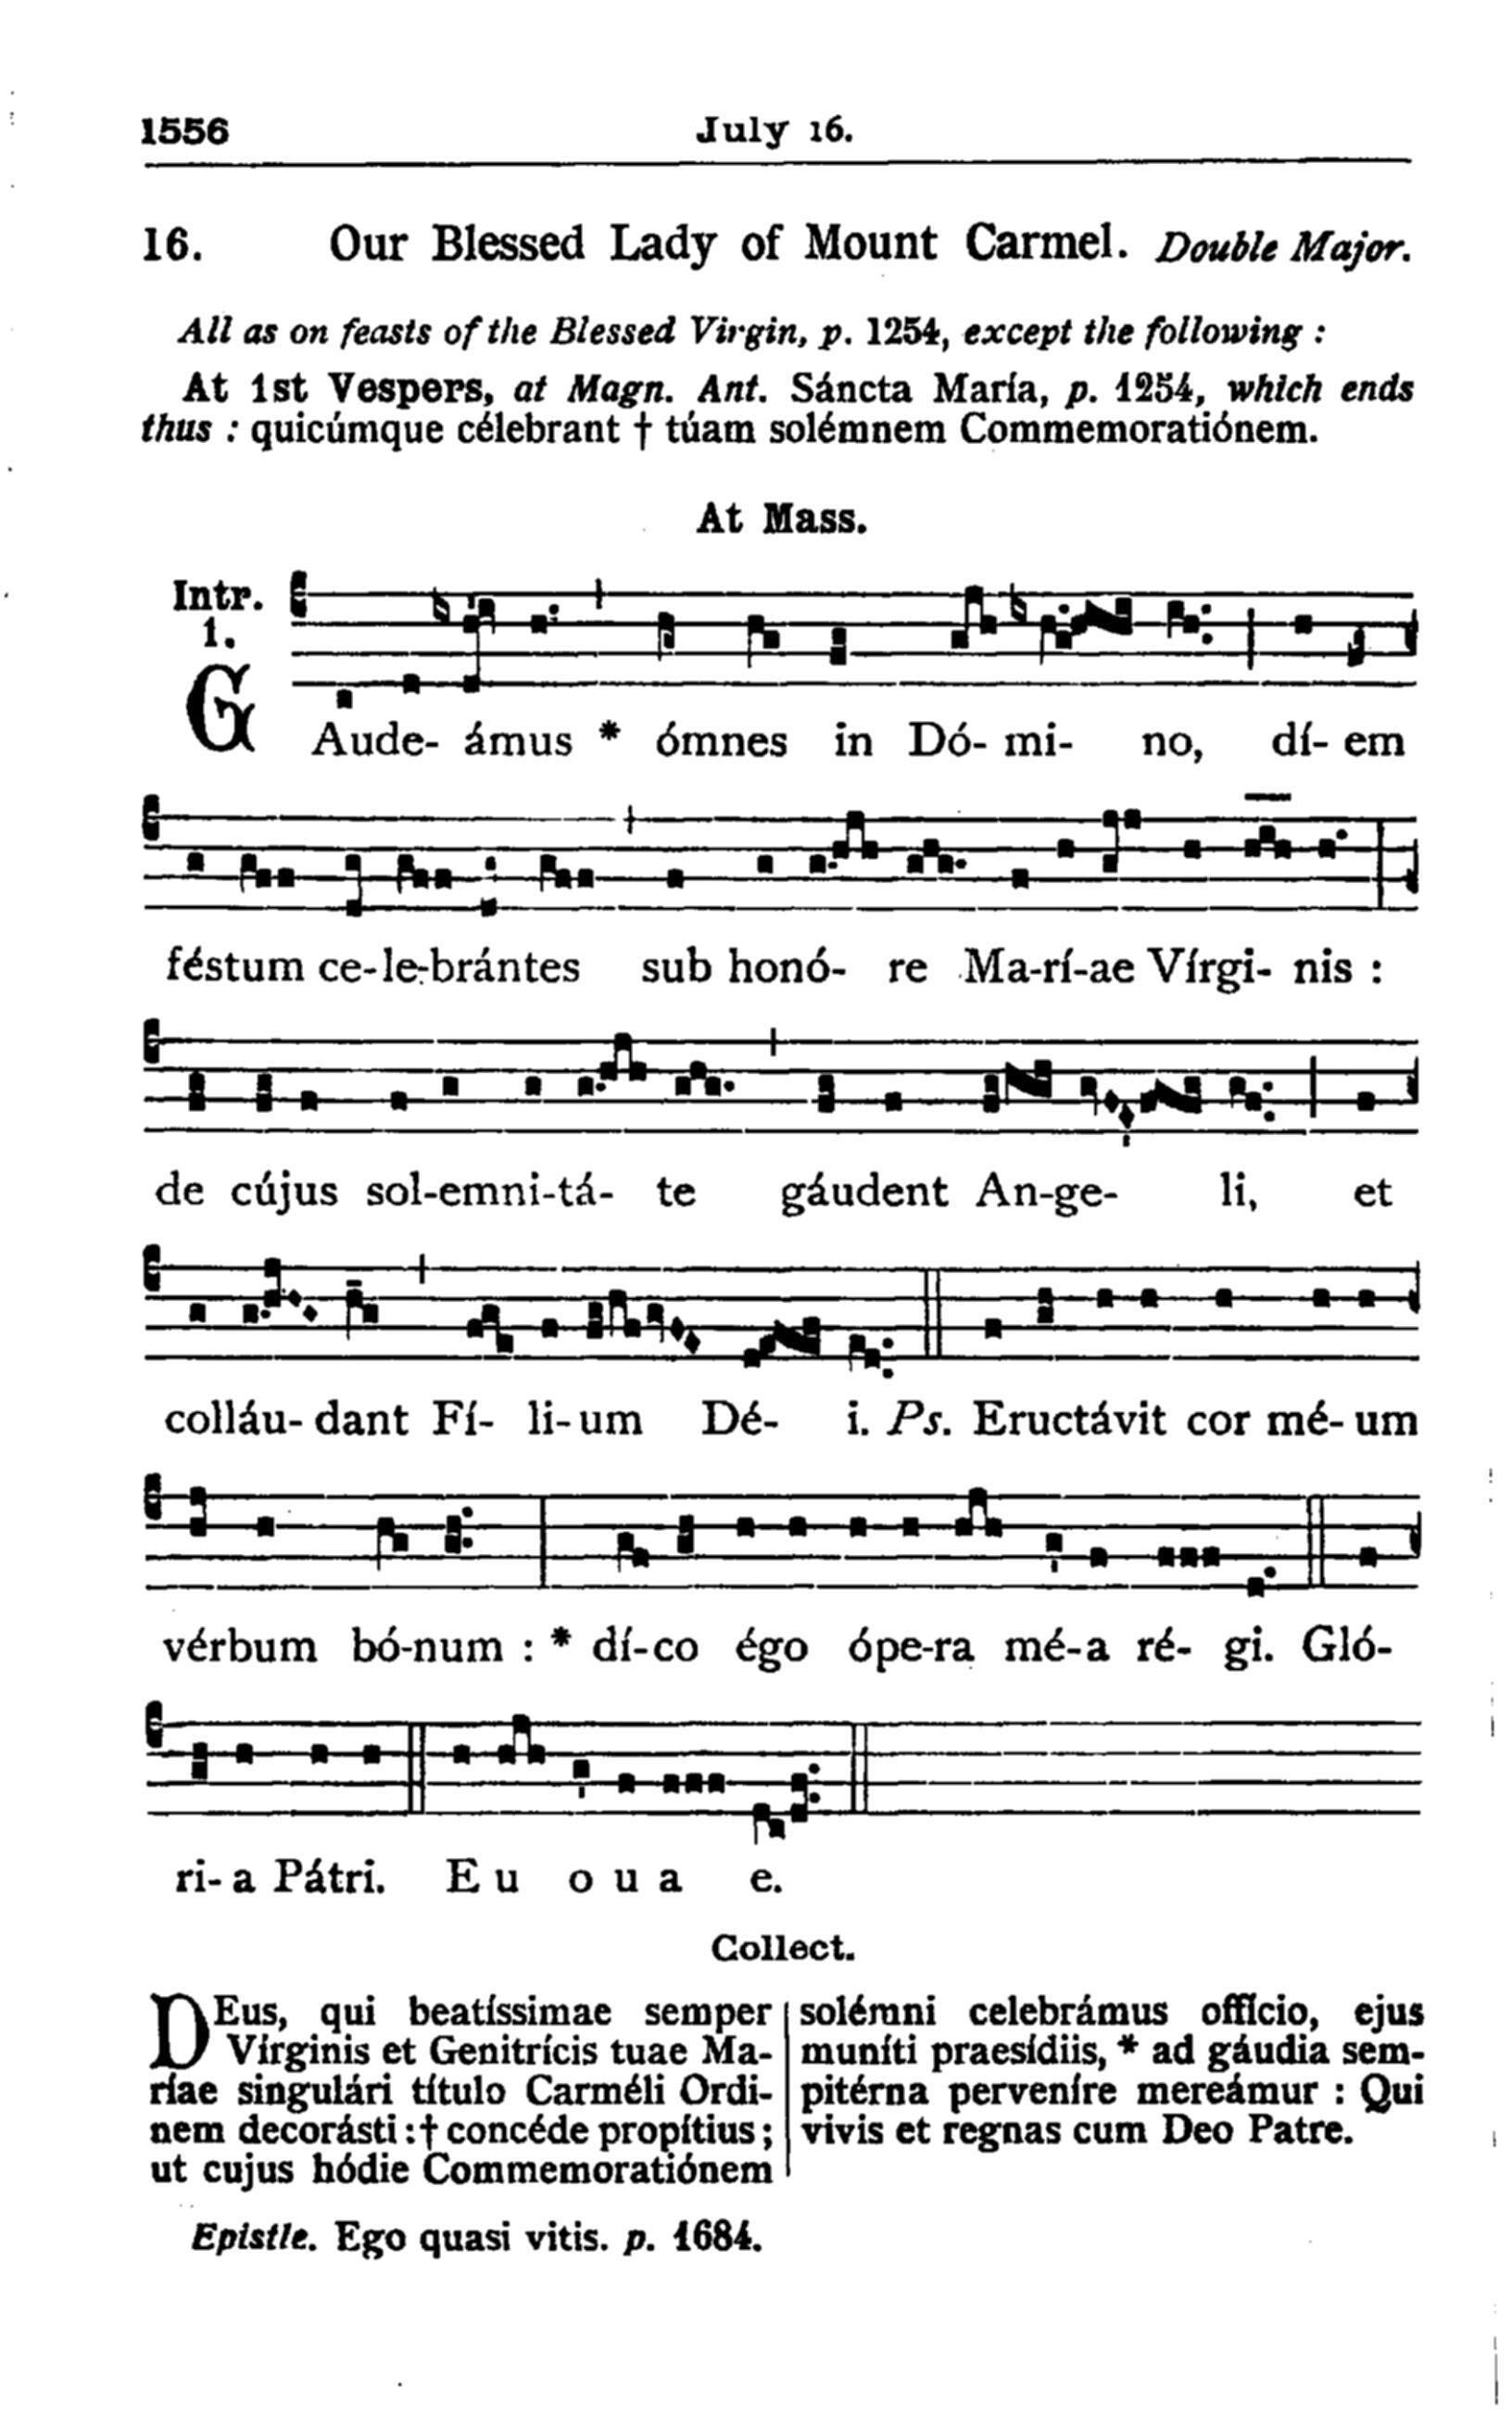 1556 July 16.
16. Our Blessed Lady of Mount Carmel. Double Major.
All as on feasts of the Blessed Virgin, p. 1254, except the following :
At 1st Vespers, at Magn. Ant. Sáncta María, p. 1254, which ends
thus : quicúmque célebrant † túam solémnem Commemoratiónem.
At Mass.
Intr.
1.
GAude- ámus * ómnes in Dó- mi- no, dí- em
féstum ce-le-brántes sub honó- re Ma-rí-ae Vírgi- nis :
de cújus sol-emni-tá- te gáudent An-ge- li, et
colláu- dant Fí- li-um Dé- i. Ps. Eructávit cor mé- um
vérbum bó-num : * dí-co égo ópe-ra mé-a ré- gi. Gló-
ri- a Pátri. E u o u a e.
Collect.
DEus, qui beatíssimae semper
Vírginis et Genitrícis tuae Ma-
ríae singulári título Carméli Ordi-
nem decorásti : † concéde propítius ;
ut cujus hódie Commemoratiónem
solémni celebrámus offício, ejus
muníti praesídiis, * ad gáudia sem-
pitérna perveníre mereámur : Qui
vivis et regnas cum Deo Patre.
Epistle. Ego quasi vitis. p. 1684.